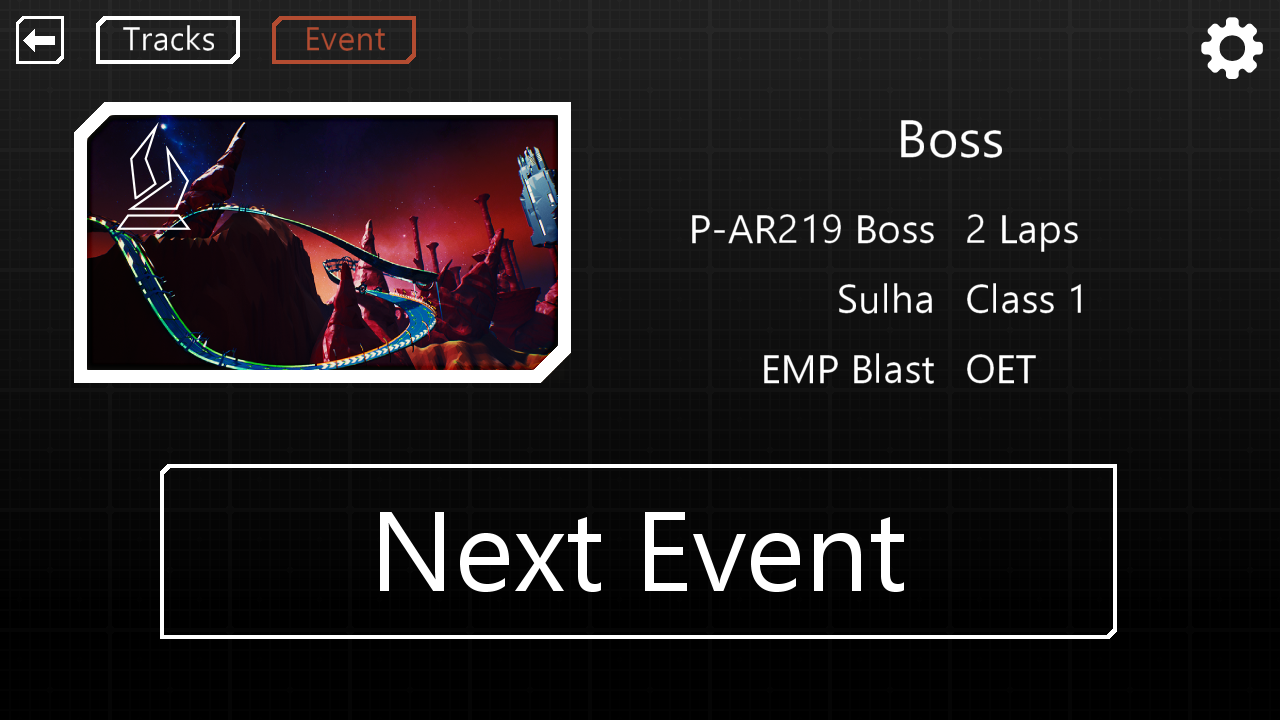 Tracks
Event
Boss
P-AR219 Boss 2 Laps
Sulha Class 1
EMP Blast OET
Next Event